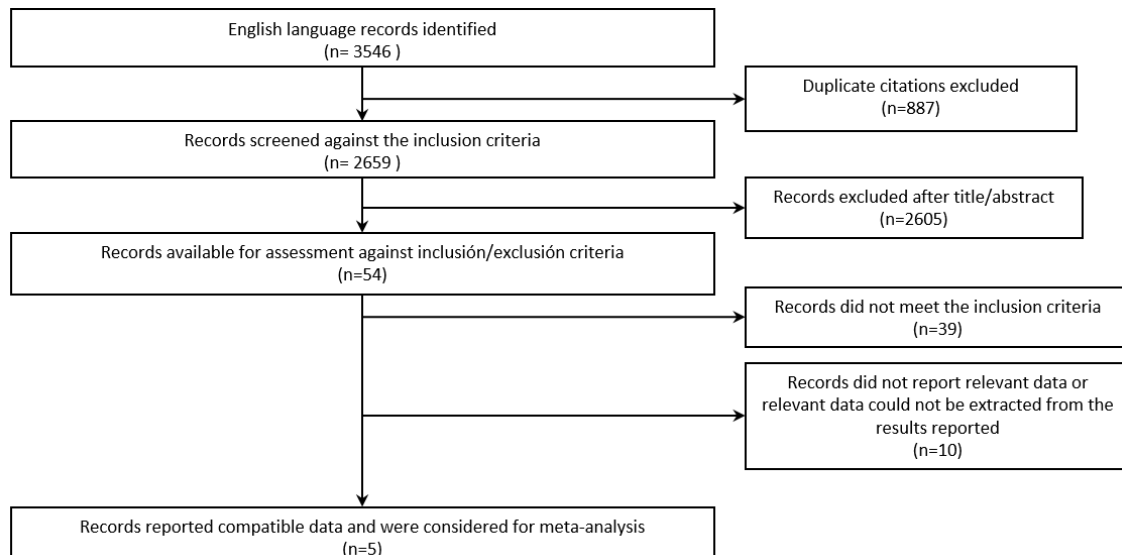 English language records identified
(n= 3546 )
Duplicate citations excluded
(n=887)
Records screened against the inclusion criteria
(n= 2659 )
Records excluded after title/abstract
(n=2605)
Records available for assessment against inclusión/exclusión criteria
(n=54)
Records did not meet the inclusion criteria
(n=39)
Records did not report relevant data or
relevant data could not be extracted from the
results reported
(n=10)
Records reported compatible data and were considered for meta-analysis
(n=5)